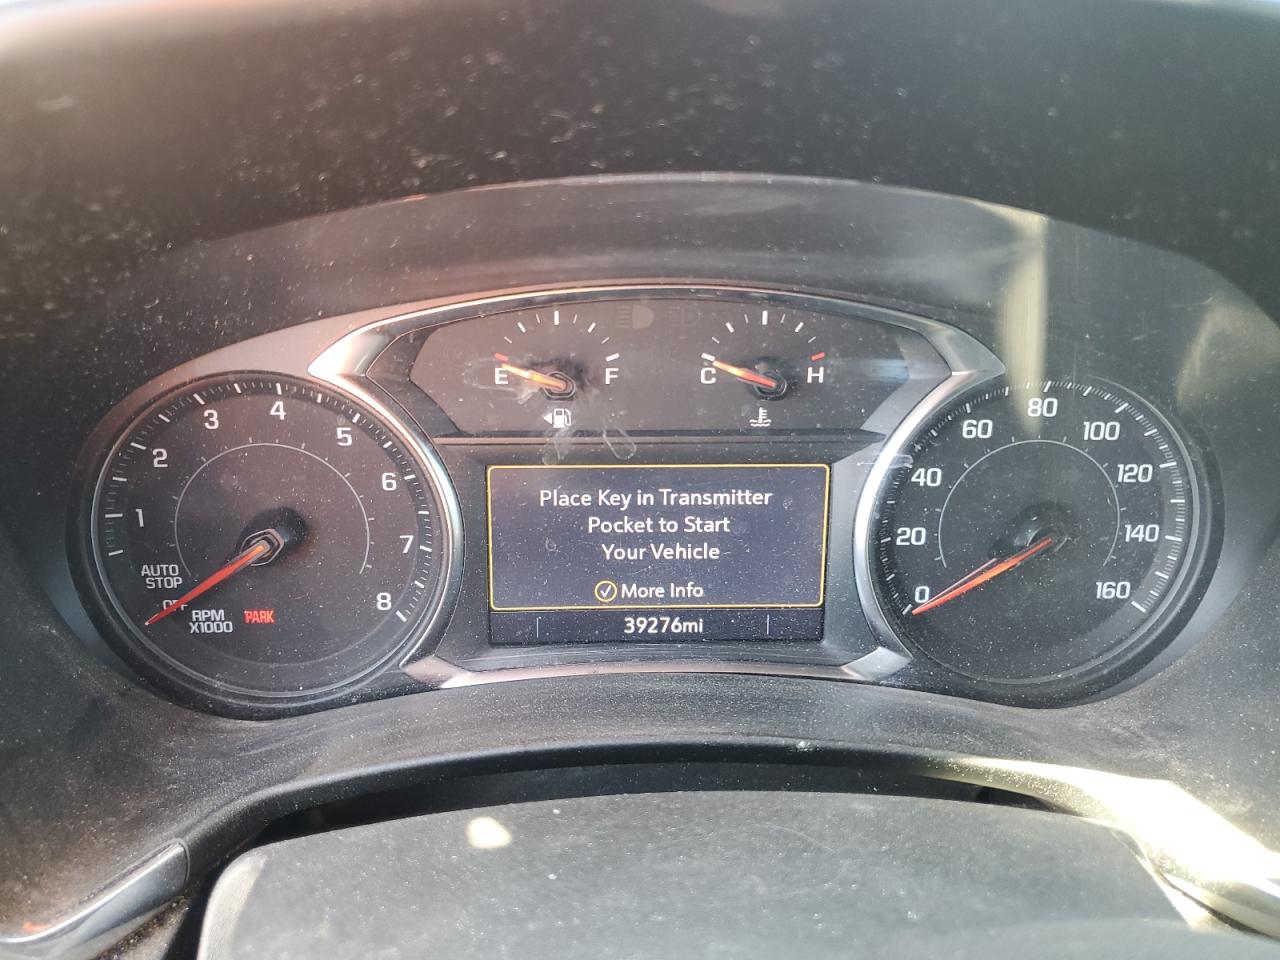 E F
C H
1 2 3 4 5 6 7 8
AUTO
STOP
OFF
RPM
X1000
PARK
Place Key in Transmitter
Pocket to Start
Your Vehicle
More Info
39276mi
0 20 40 60 80 100 120 140 160